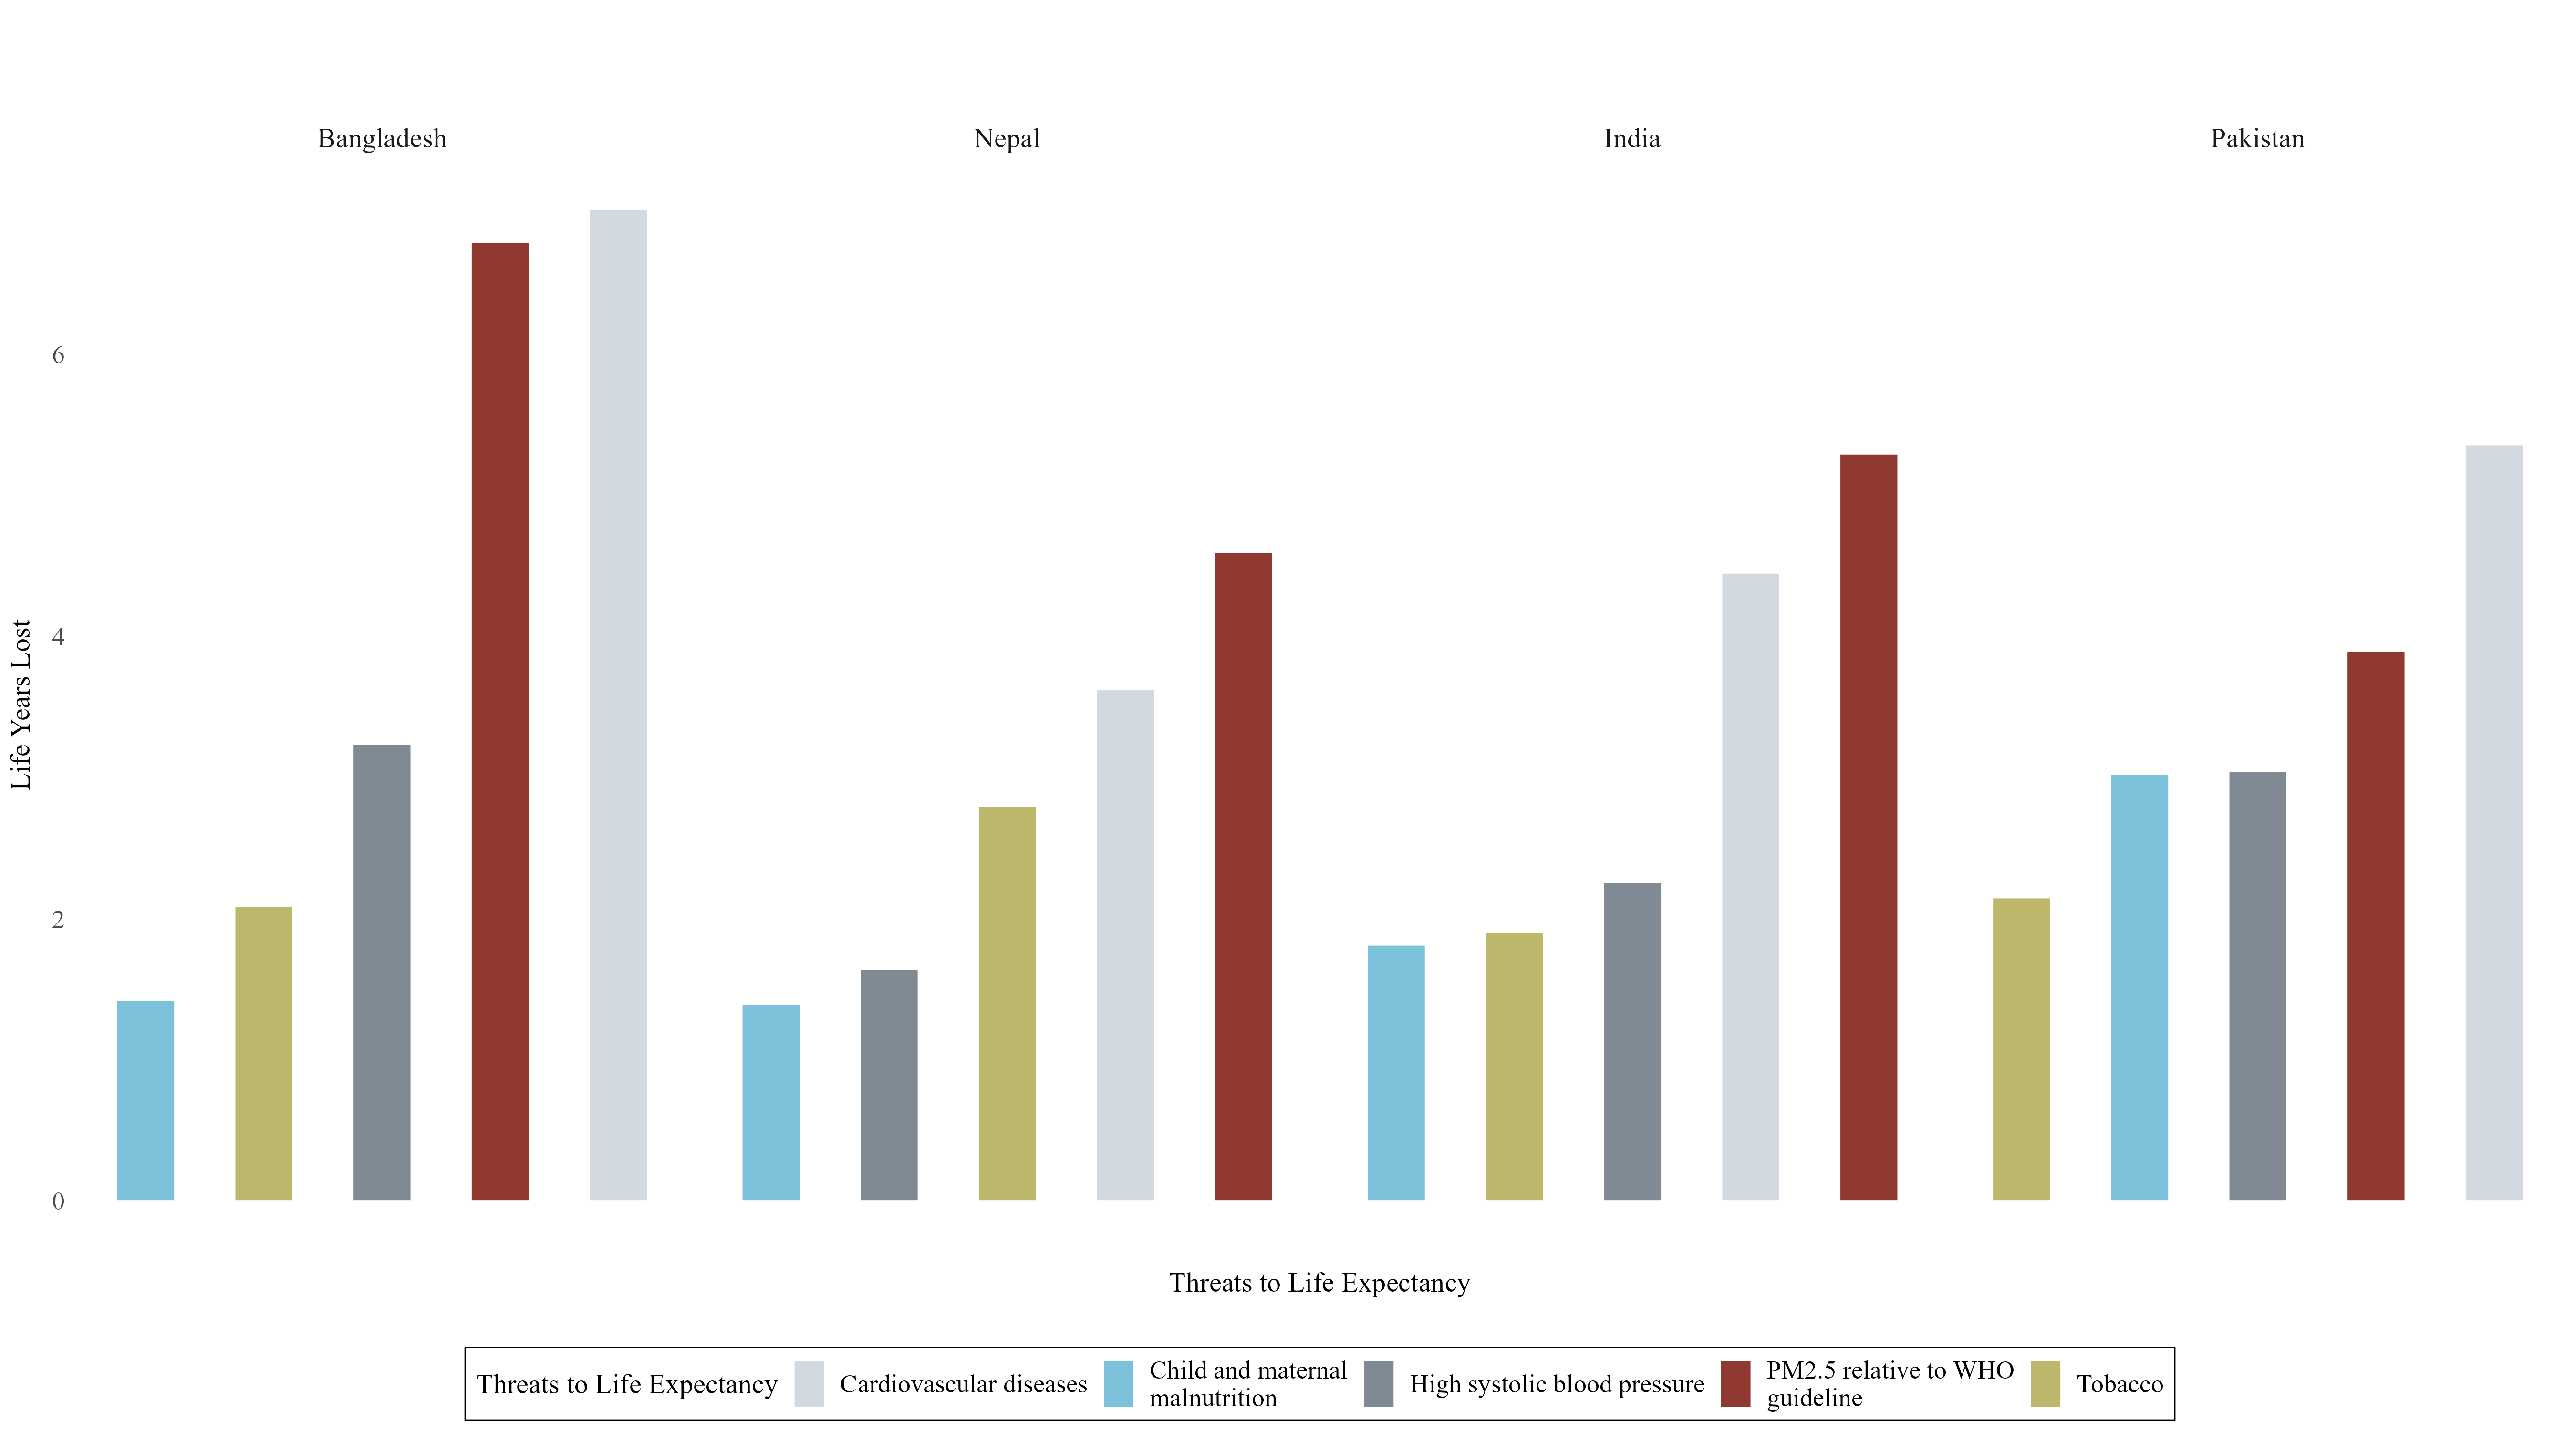 Bangladesh
Nepal
India
Pakistan
6
4
2
0
Life Years Lost
Threats to Life Expectancy
Threats to Life Expectancy
Cardiovascular diseases
Child and maternal
malnutrition
High systolic blood pressure
PM2.5 relative to WHO
guideline
Tobacco